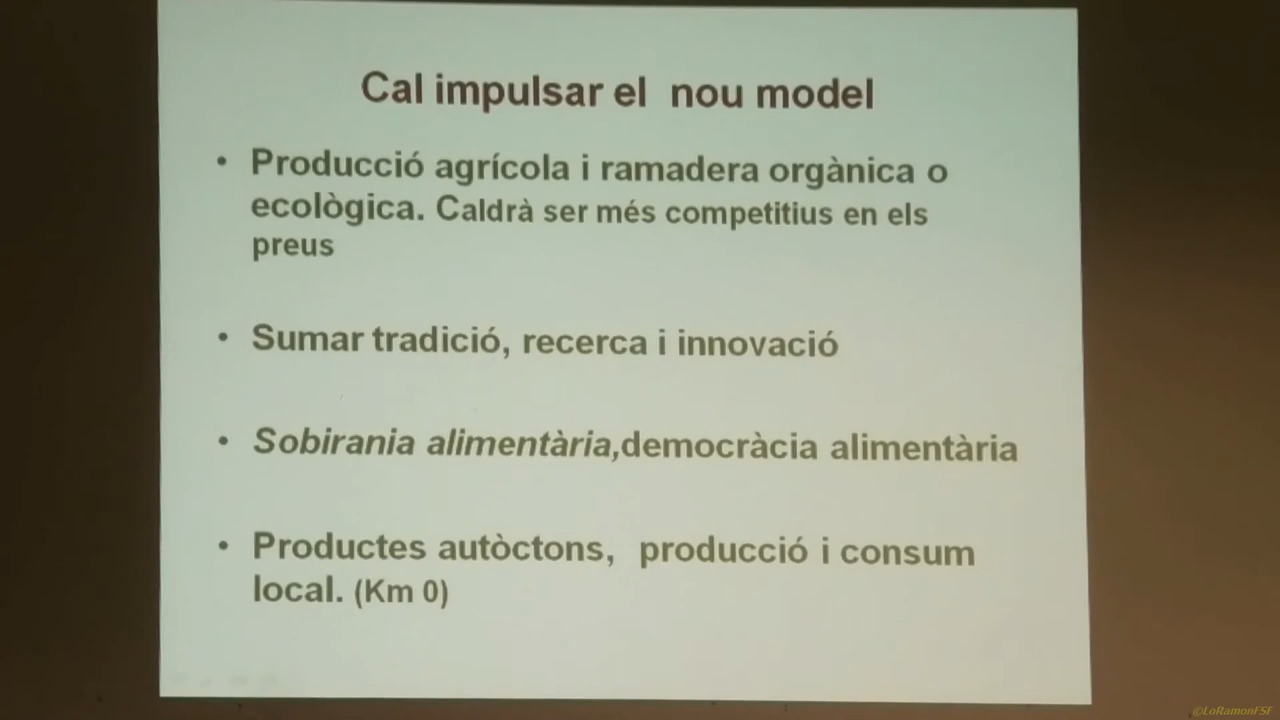 Cal impulsar el nou model
• Producció agrícola i ramadera orgànica o
ecològica. Caldrà ser més competitius en els
preus
• Sumar tradició, recerca i innovació
• Sobirania alimentària,democràcia alimentària
• Productes autòctons, producció i consum
local. (Km 0)
©LoRamonFSF